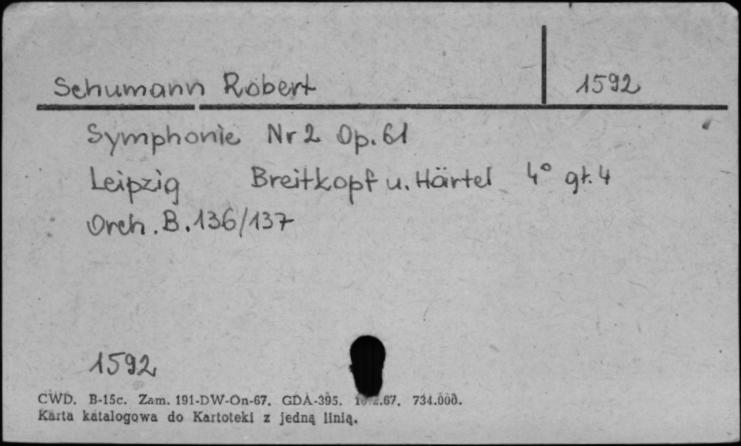 Schumann Robert 1592
Symphonie Nr 2 Op. 61
Leipzig Breitkopf u. Härtel 4° gł. 4
Orch. B. 136/137
1592
CWD. B-15c. Zam. 191-DW-On-67. GDA-395. .67. 734.000.
Karta katalogowa do Kartoteki z jedną linią.